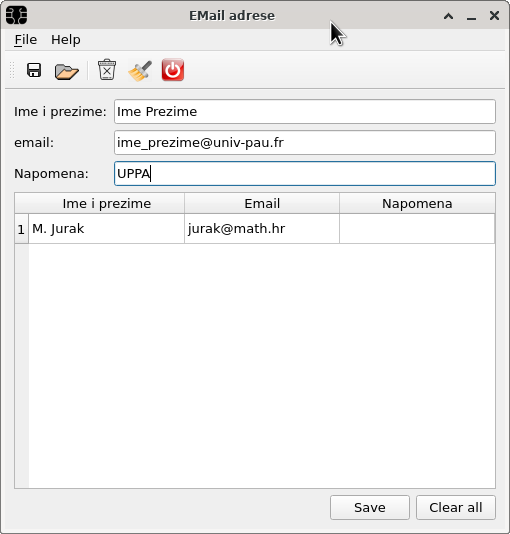 EMail adrese
File Help
Ime i prezime: Ime Prezime
email: ime_prezime@univ-pau.fr
Napomena: UPPA
Ime i prezime Email Napomena
1 M. Jurak jurak@math.hr
Save Clear all